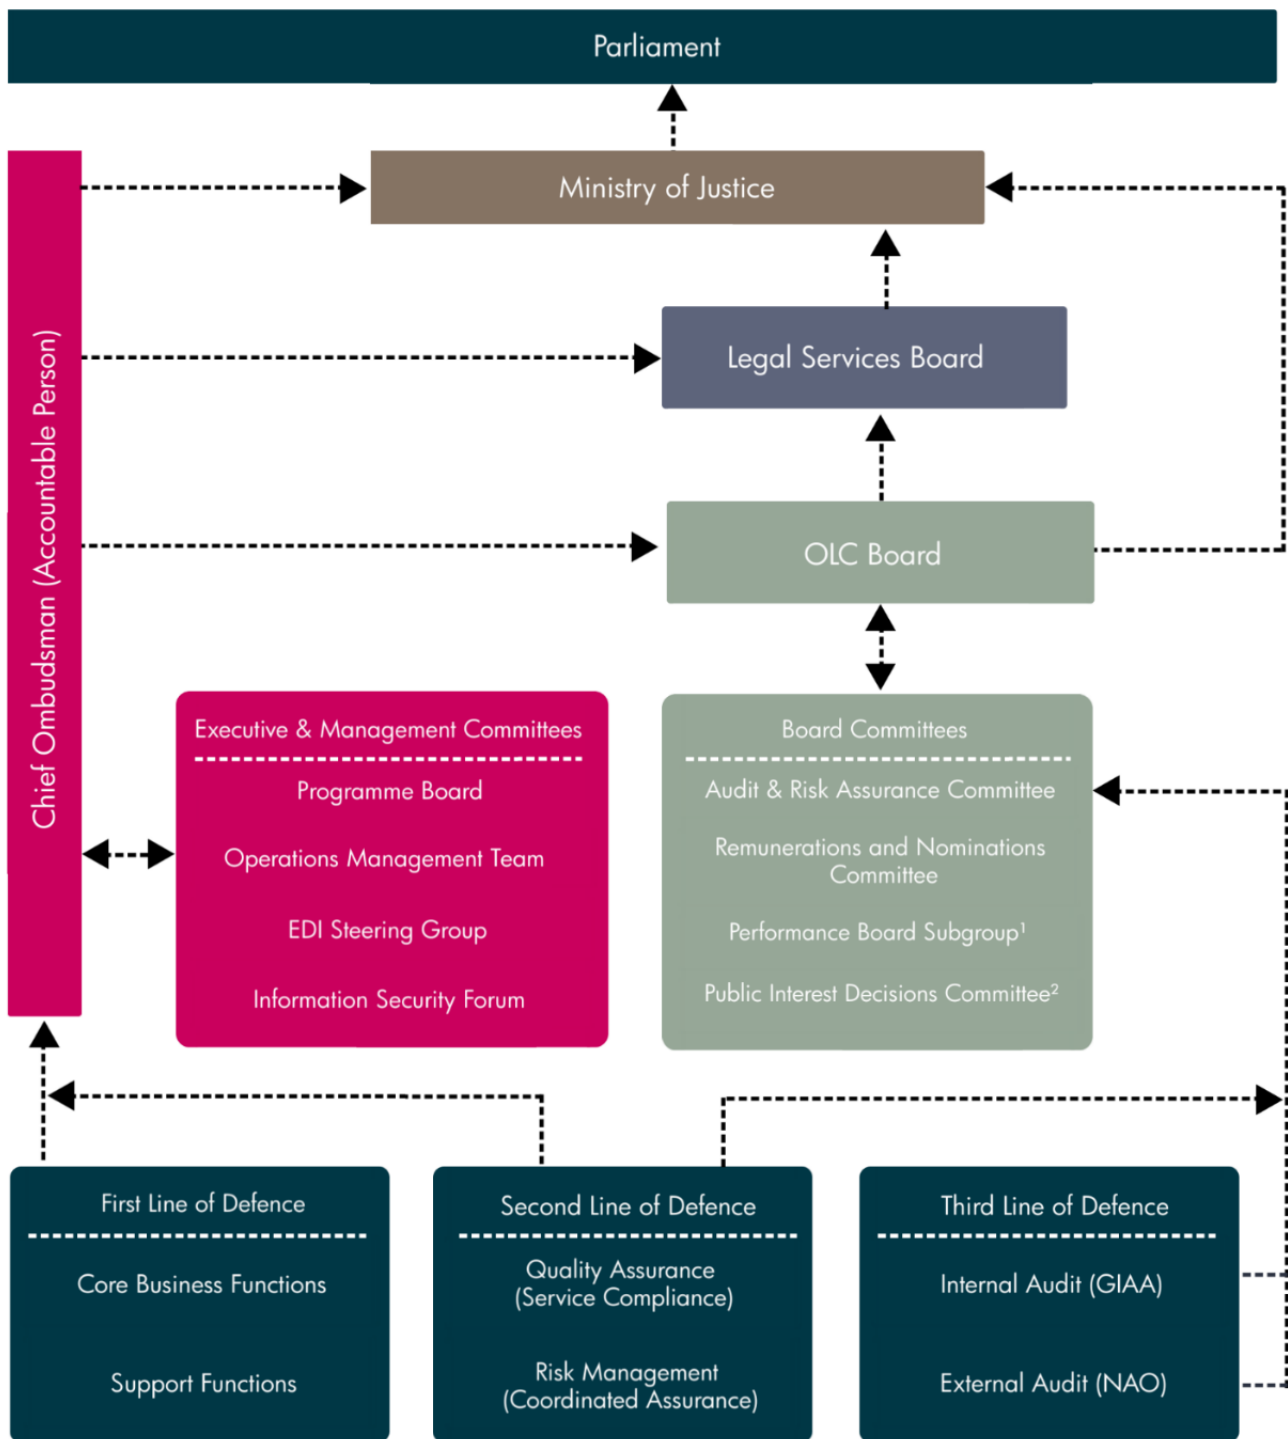 Parliament
Ministry of Justice
Legal Services Board
OLC Board
Chief Ombudsman (Accountable Person)
Executive & Management Committees
Programme Board
Operations Management Team
EDI Steering Group
Information Security Forum
Board Committees
Audit & Risk Assurance Committee
Remunerations and Nominations
Committee
Performance Board Subgroup¹
Public Interest Decisions Committee²
First Line of Defence
Core Business Functions
Support Functions
Second Line of Defence
Quality Assurance
(Service Compliance)
Risk Management
(Coordinated Assurance)
Third Line of Defence
Internal Audit (GIAA)
External Audit (NAO)